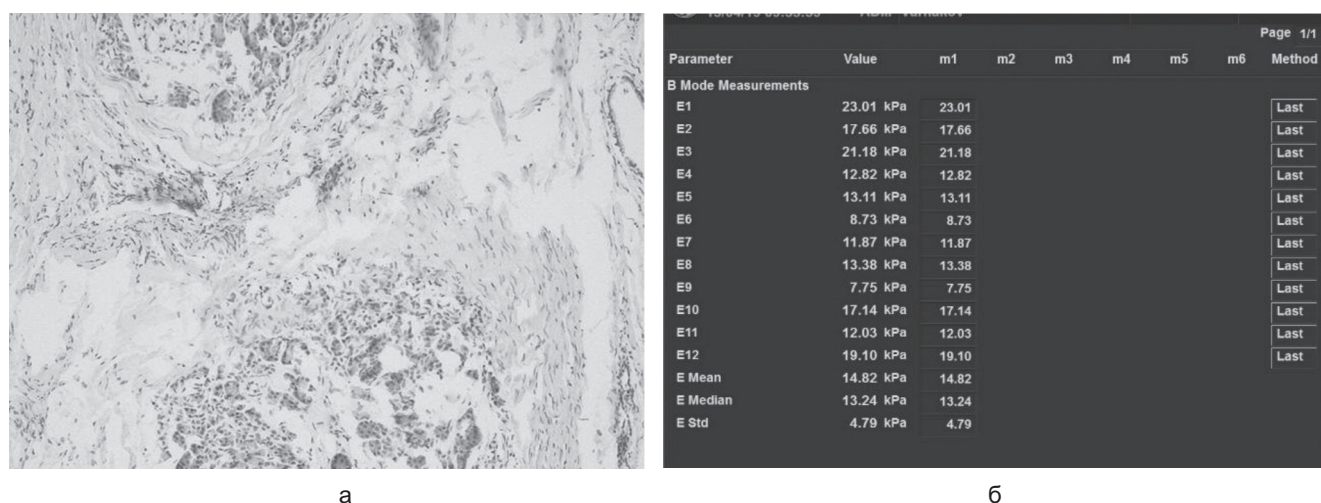 Page 1/1
Parameter Value m1 m2 m3 m4 m5 m6 Method
B Mode Measurements
E1 23.01 kPa 23.01 Last
E2 17.66 kPa 17.66 Last
E3 21.18 kPa 21.18 Last
E4 12.82 kPa 12.82 Last
E5 13.11 kPa 13.11 Last
E6 8.73 kPa 8.73 Last
E7 11.87 kPa 11.87 Last
E8 13.38 kPa 13.38 Last
E9 7.75 kPa 7.75 Last
E10 17.14 kPa 17.14 Last
E11 12.03 kPa 12.03 Last
E12 19.10 kPa 19.10 Last
E Mean 14.82 kPa 14.82
E Median 13.24 kPa 13.24
E Std 4.79 kPa 4.79
а б